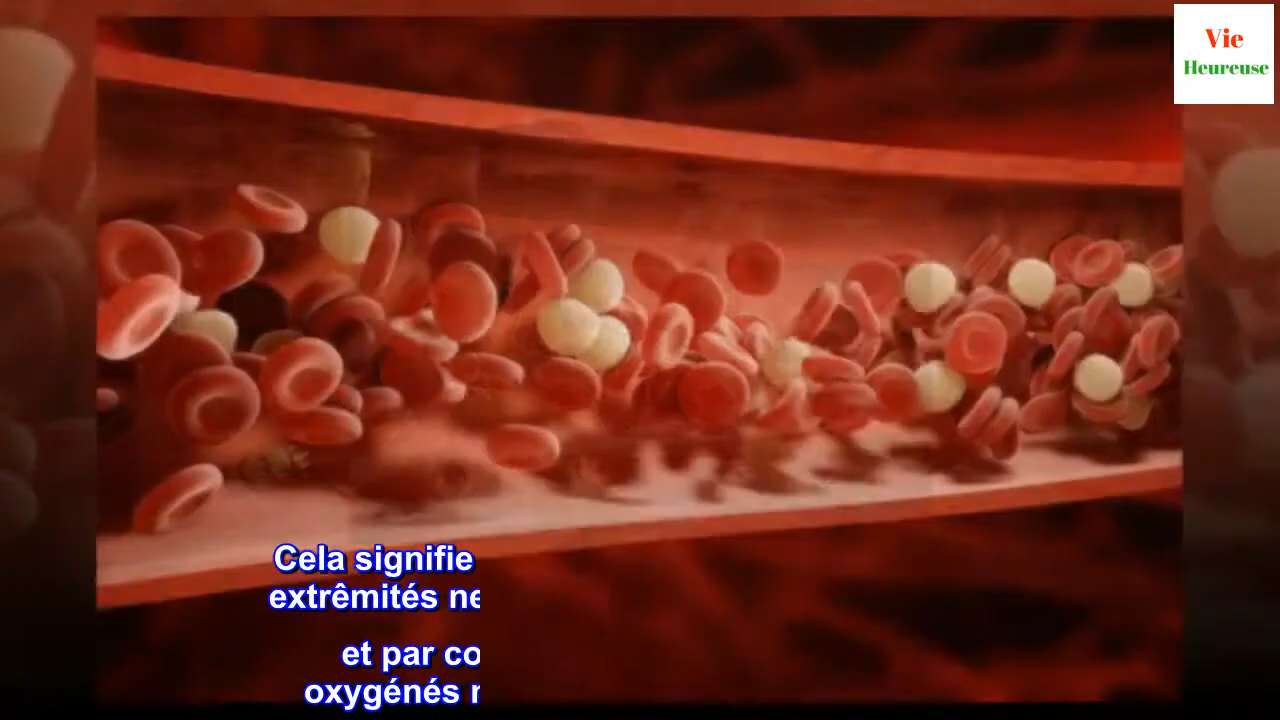 Vie
Heureuse
Cela signifie
extrêmités ne
et par co
oxygénés